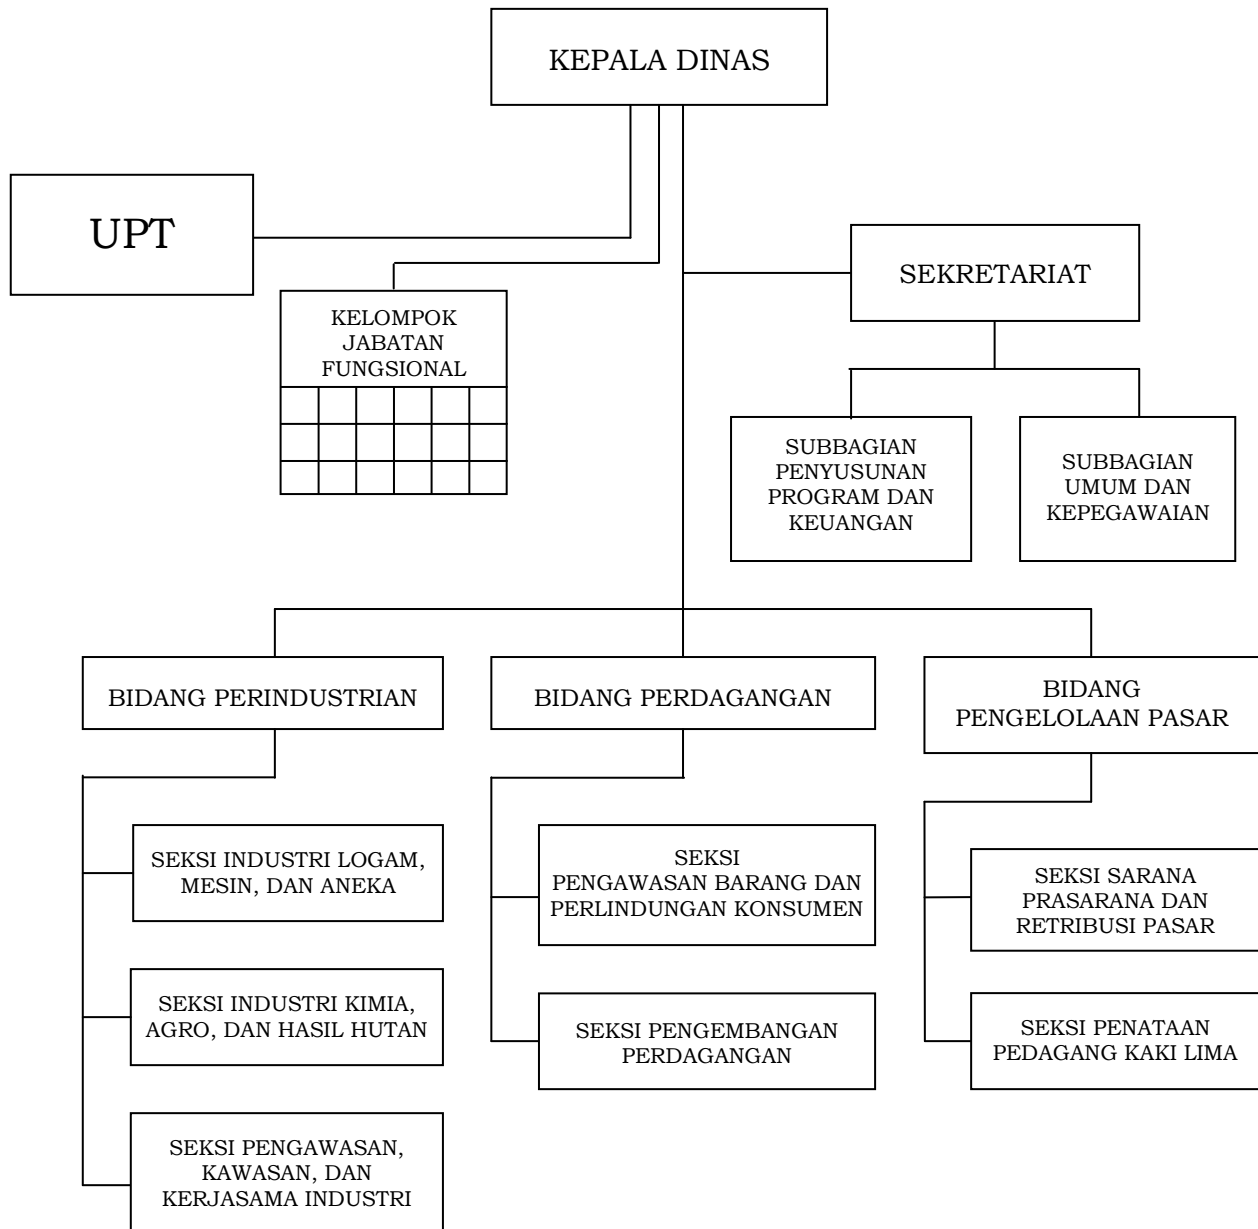 KEPALA DINAS
UPT
SEKRETARIAT
KELOMPOK
JABATAN
FUNGSIONAL
SUBBAGIAN
PENYUSUNAN
PROGRAM DAN
KEUANGAN
SUBBAGIAN
UMUM DAN
KEPEGAWAIAN
BIDANG PERINDUSTRIAN
BIDANG PERDAGANGAN
BIDANG
PENGELOLAAN PASAR
SEKSI INDUSTRI LOGAM,
MESIN, DAN ANEKA
SEKSI INDUSTRI KIMIA,
AGRO, DAN HASIL HUTAN
SEKSI PENGAWASAN,
KAWASAN, DAN
KERJASAMA INDUSTRI
SEKSI
PENGAWASAN BARANG DAN
PERLINDUNGAN KONSUMEN
SEKSI PENGEMBANGAN
PERDAGANGAN
SEKSI SARANA
PRASARANA DAN
RETRIBUSI PASAR
SEKSI PENATAAN
PEDAGANG KAKI LIMA